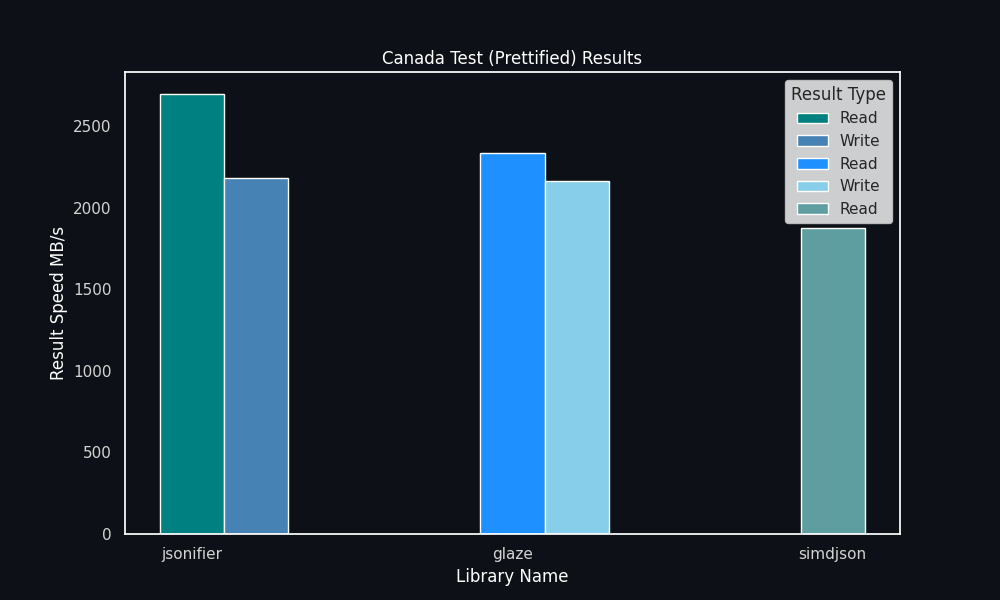 Canada Test (Prettified) Results
Result Type
Read
Write
Read
Write
Read
Result Speed MB/s
2500
2000
1500
1000
500
0
jsonifier
glaze
simdjson
Library Name